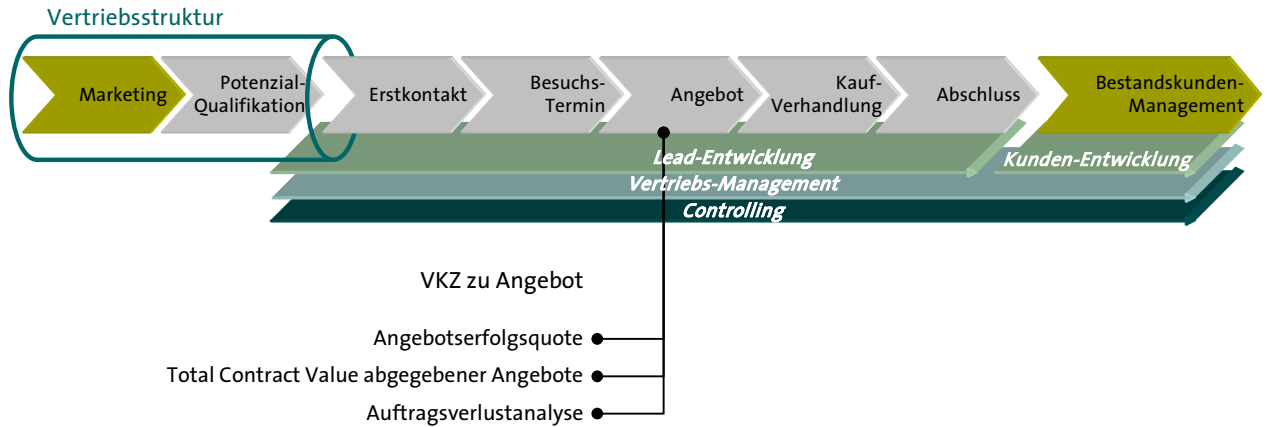 Vertriebsstruktur
Marketing
Potenzial-
Qualifikation
Erstkontakt
Besuchs-
Termin
Angebot
Kauf-
Verhandlung
Abschluss
Bestandskunden-
Management
Lead-Entwicklung
Kunden-Entwicklung
Vertriebs-Management
Controlling
VKZ zu Angebot
Angebotserfolgsquote
Total Contract Value abgegebener Angebote
Auftragsverlustanalyse